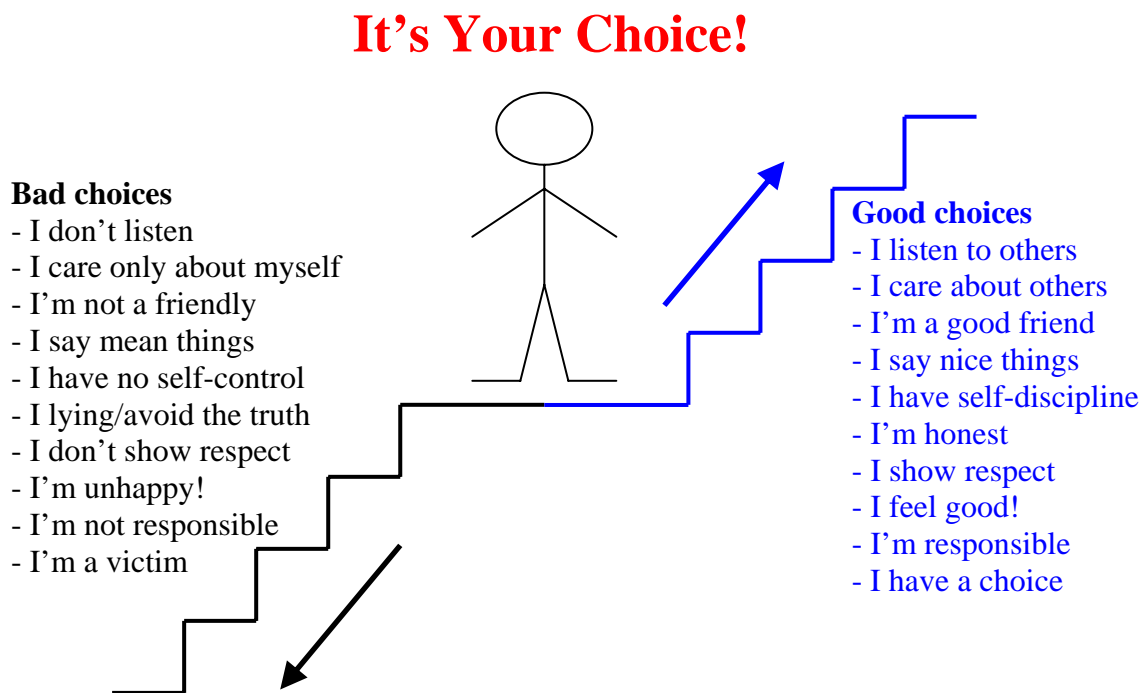 It’s Your Choice!
Bad choices
- I don’t listen
- I care only about myself
- I’m not a friendly
- I say mean things
- I have no self-control
- I lying/avoid the truth
- I don’t show respect
- I’m unhappy!
- I’m not responsible
- I’m a victim
Good choices
- I listen to others
- I care about others
- I’m a good friend
- I say nice things
- I have self-discipline
- I’m honest
- I show respect
- I feel good!
- I’m responsible
- I have a choice